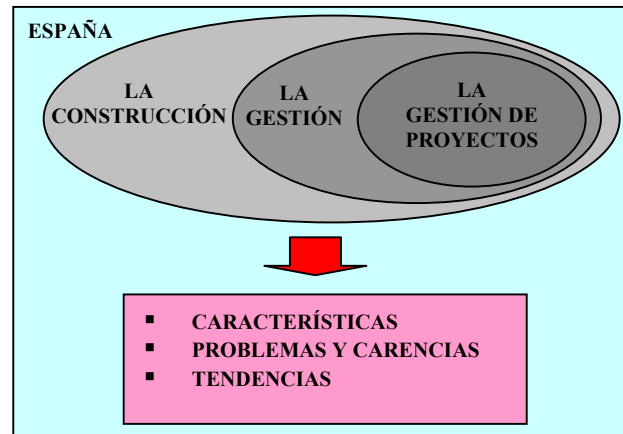 ESPAÑA
LA
CONSTRUCCIÓN
LA
GESTIÓN
LA
GESTIÓN DE
PROYECTOS
▪ CARACTERÍSTICAS
▪ PROBLEMAS Y CARENCIAS
▪ TENDENCIAS